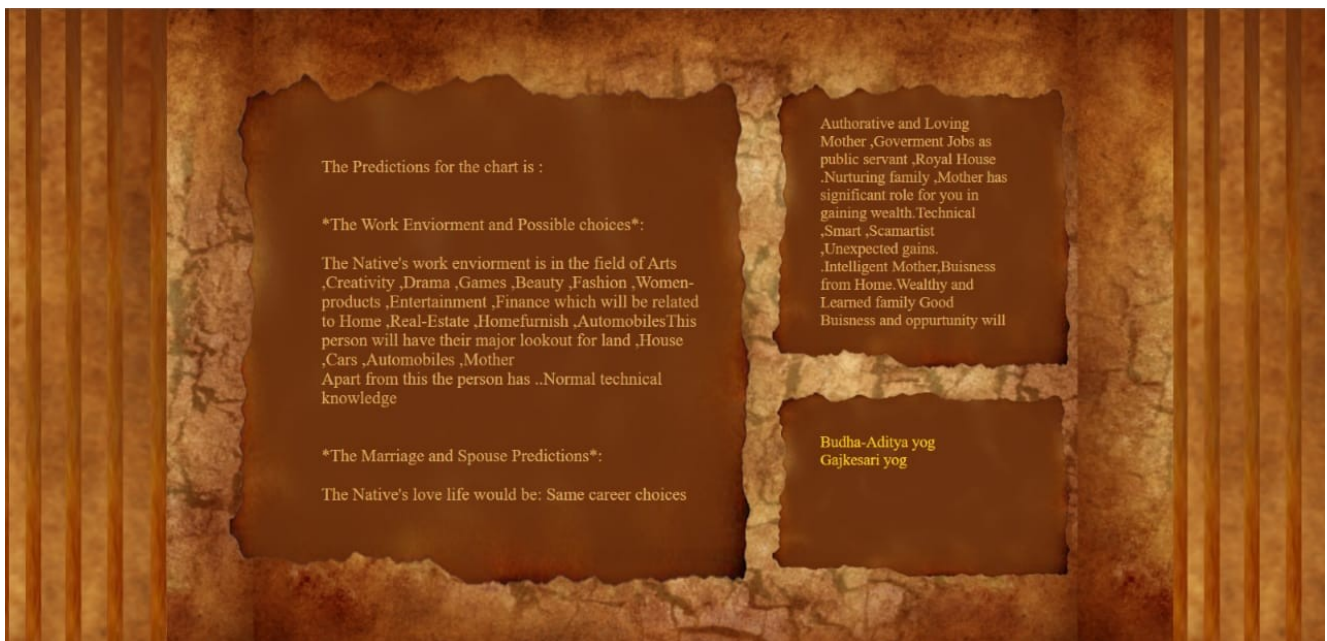 The Predictions for the chart is :
*The Work Enviorment and Possible choices*:
The Native's work enviorment is in the field of Arts
,Creativity ,Drama ,Games ,Beauty ,Fashion ,Women-
products ,Entertainment ,Finance which will be related
to Home ,Real-Estate ,Homefurnish ,AutomobilesThis
person will have their major lookout for land ,House
,Cars ,Automobiles ,Mother
Apart from this the person has ..Normal technical
knowledge
*The Marriage and Spouse Predictions*:
The Native's love life would be: Same career choices
Authorative and Loving
Mother ,Goverment Jobs as
public servant ,Royal House
.Nurturing family ,Mother has
significant role for you in
gaining wealth.Technical
,Smart ,Scamartist
,Unexpected gains.
.Intelligent Mother,Buisness
from Home.Wealthy and
Learned family Good
Buisness and oppurtunity will
Budha-Aditya yog
Gajkesari yog